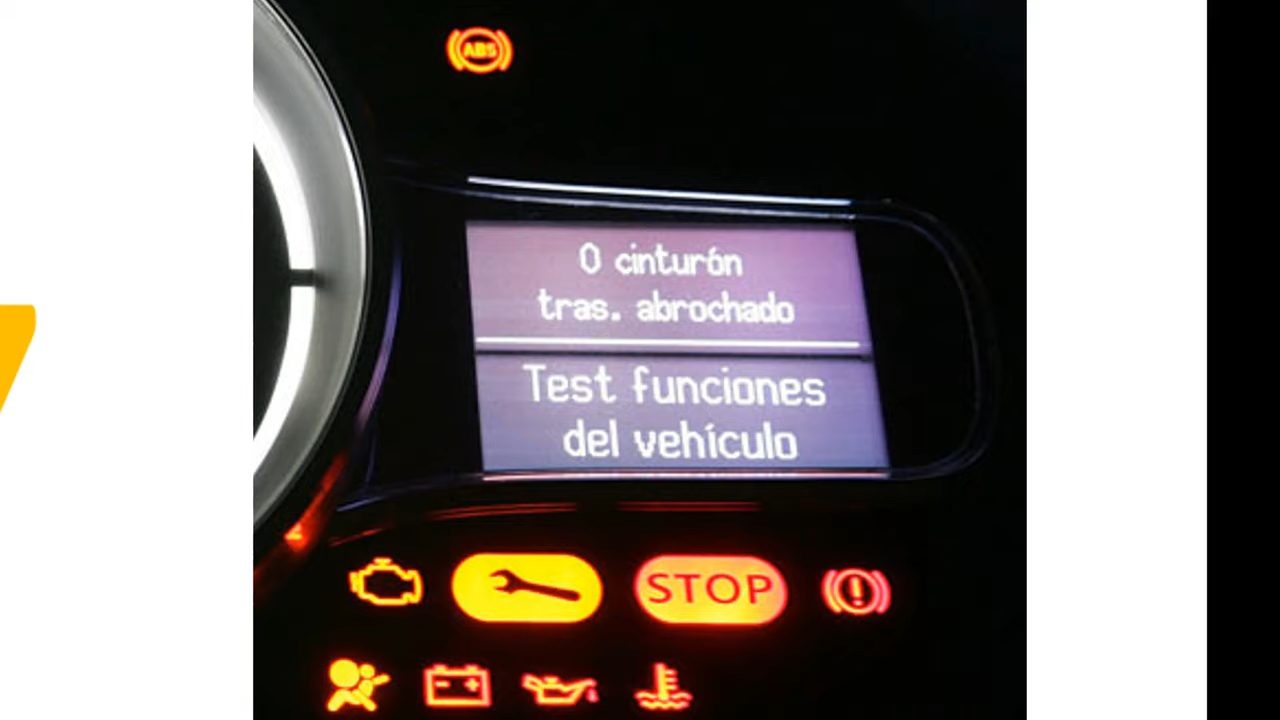 ABS
0 cinturón
tras. abrochado
Test funciones
del vehículo
STOP